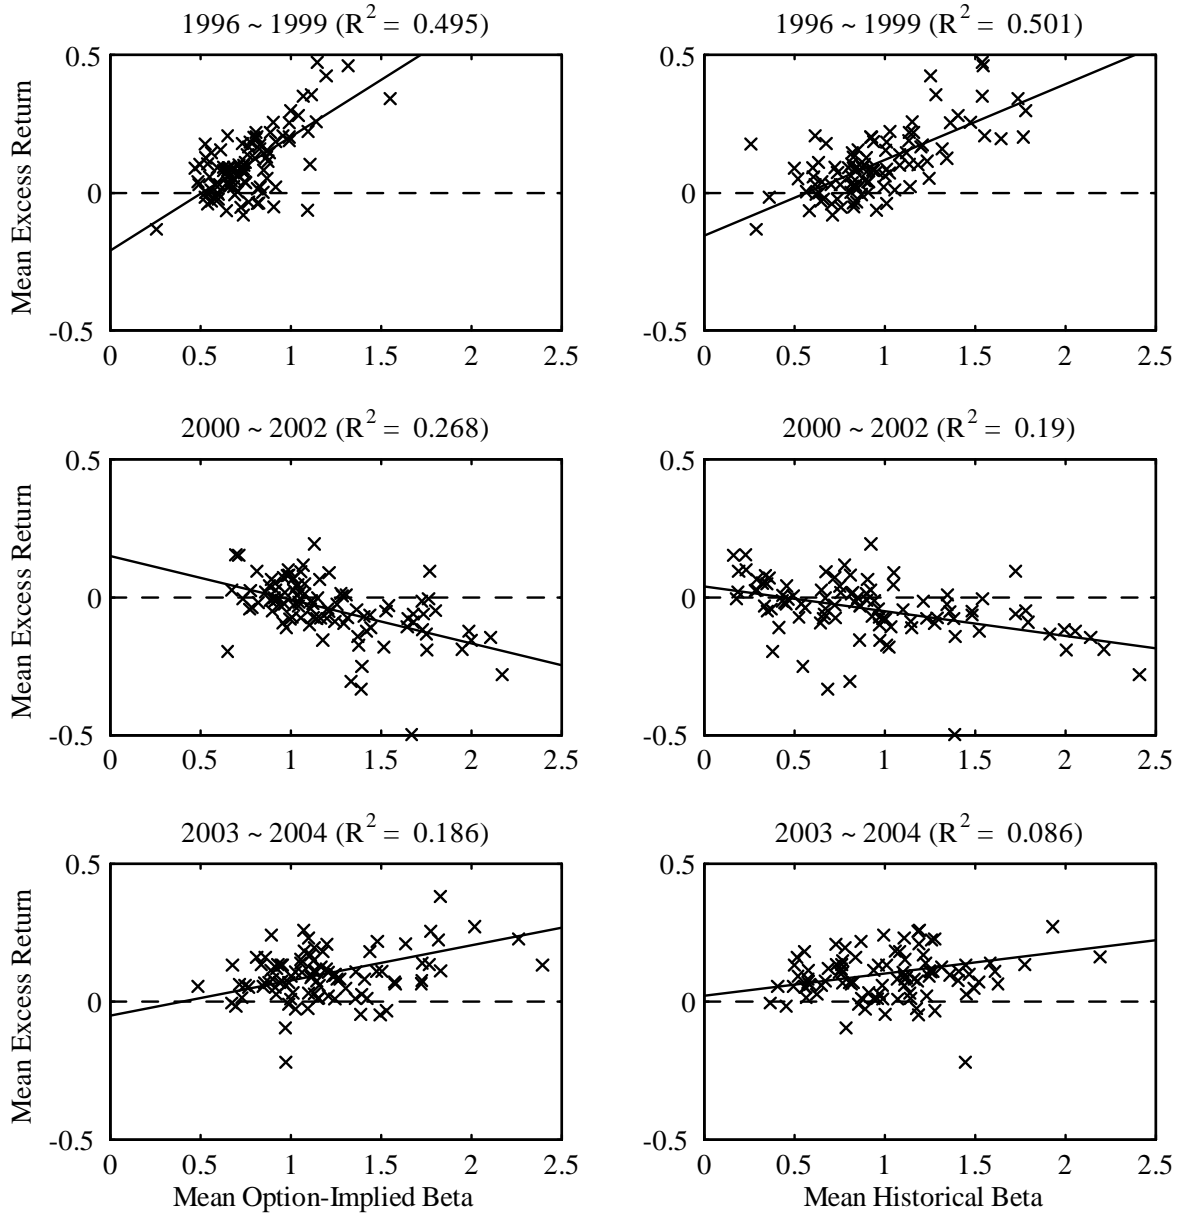 1996 ~ 1999 (R² = 0.495)
0.5
0
-0.5
Mean Excess Return
0 0.5 1 1.5 2 2.5
1996 ~ 1999 (R² = 0.501)
0.5
0
-0.5
0 0.5 1 1.5 2 2.5
2000 ~ 2002 (R² = 0.268)
0.5
0
-0.5
Mean Excess Return
0 0.5 1 1.5 2 2.5
2000 ~ 2002 (R² = 0.19)
0.5
0
-0.5
0 0.5 1 1.5 2 2.5
2003 ~ 2004 (R² = 0.186)
0.5
0
-0.5
Mean Excess Return
0 0.5 1 1.5 2 2.5
Mean Option-Implied Beta
2003 ~ 2004 (R² = 0.086)
0.5
0
-0.5
0 0.5 1 1.5 2 2.5
Mean Historical Beta